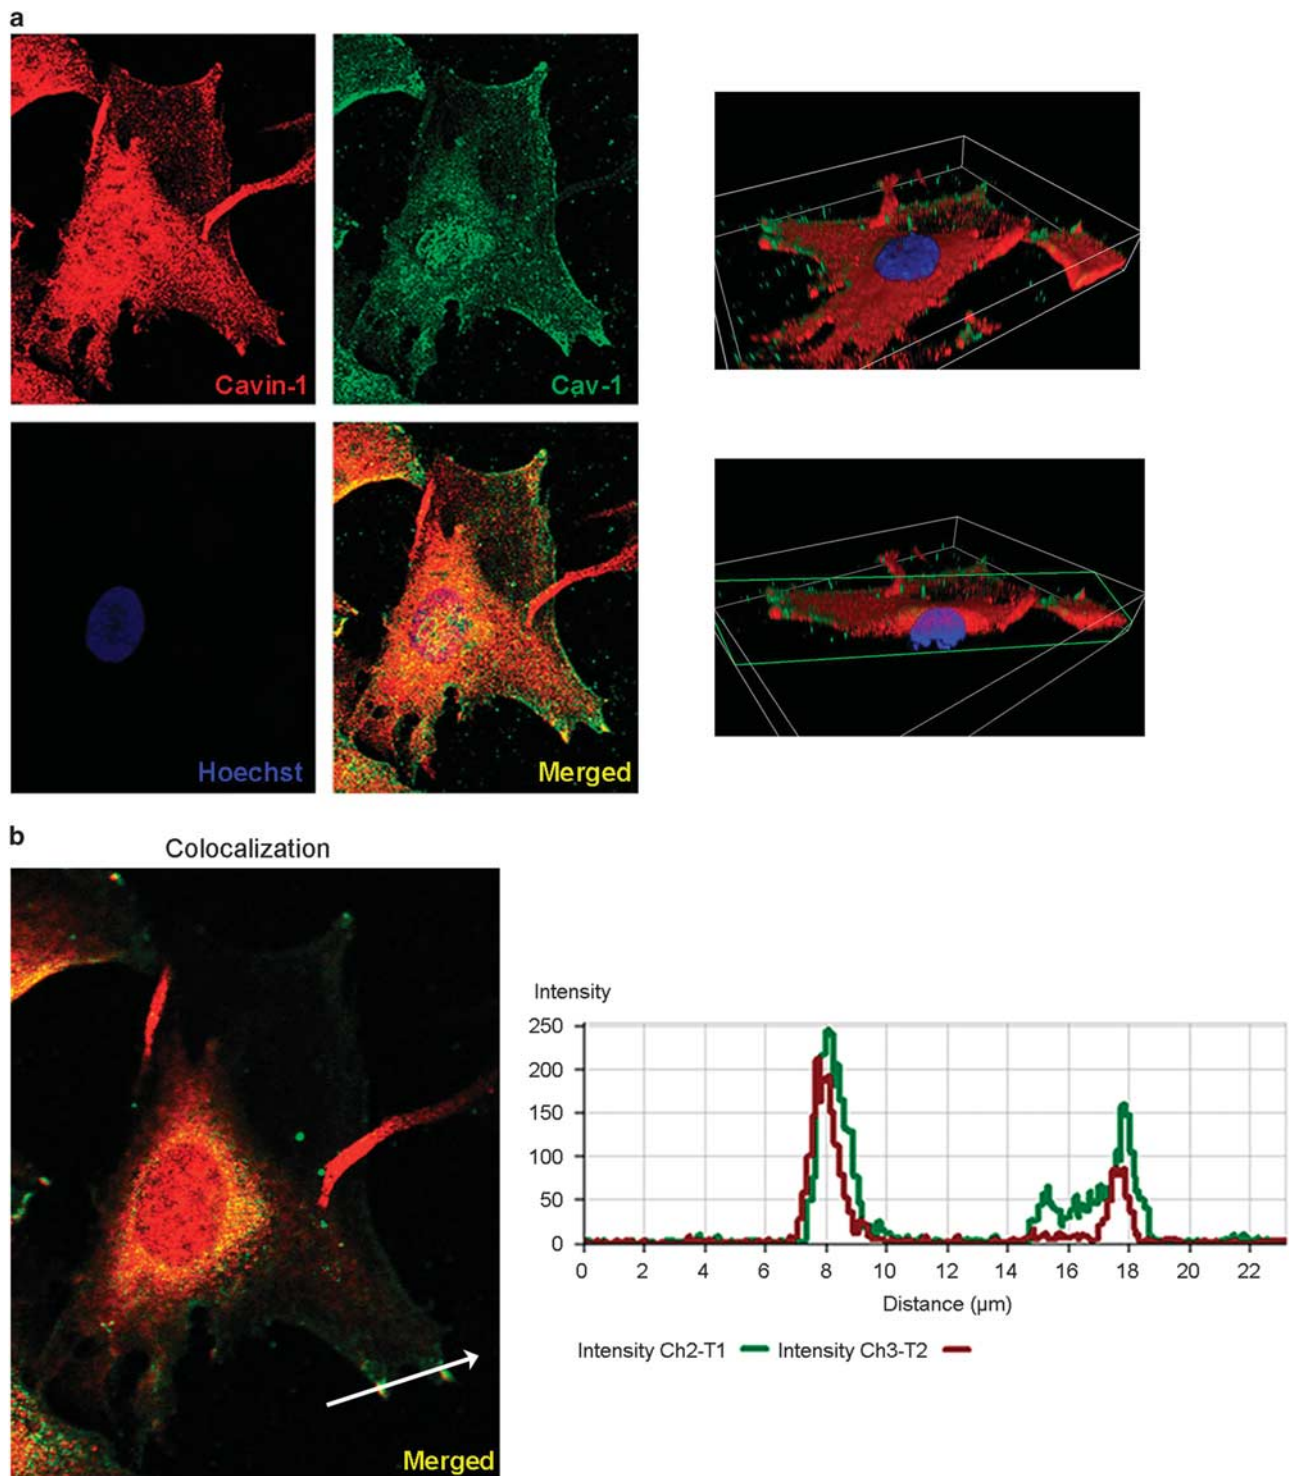 a
Cavin-1
Cav-1
Hoechst
Merged
b
Colocalization
Merged
Intensity
250
200
150
100
50
0
0 2 4 6 8 10 12 14 16 18 20 22
Distance (µm)
Intensity Ch2-T1 Intensity Ch3-T2